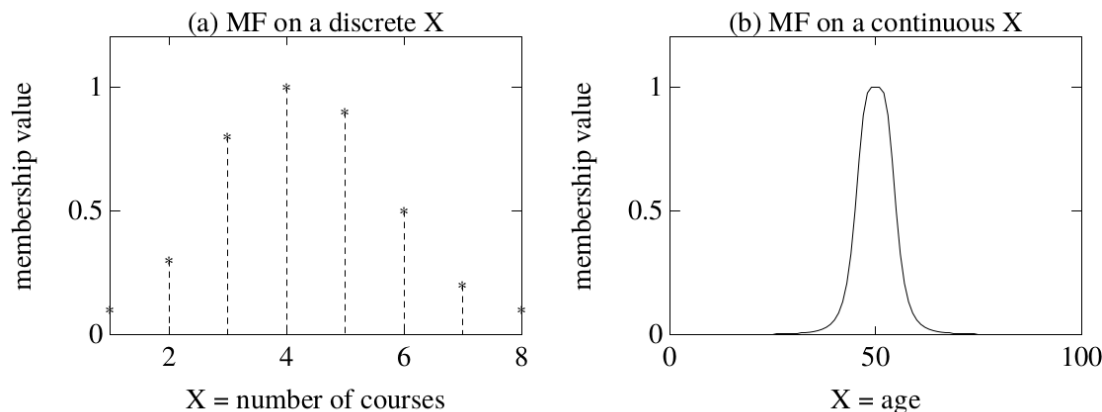 (a) MF on a discrete X
membership value
1
0.5
0
2 4 6 8
X = number of courses
(b) MF on a continuous X
membership value
1
0.5
0
0 50 100
X = age